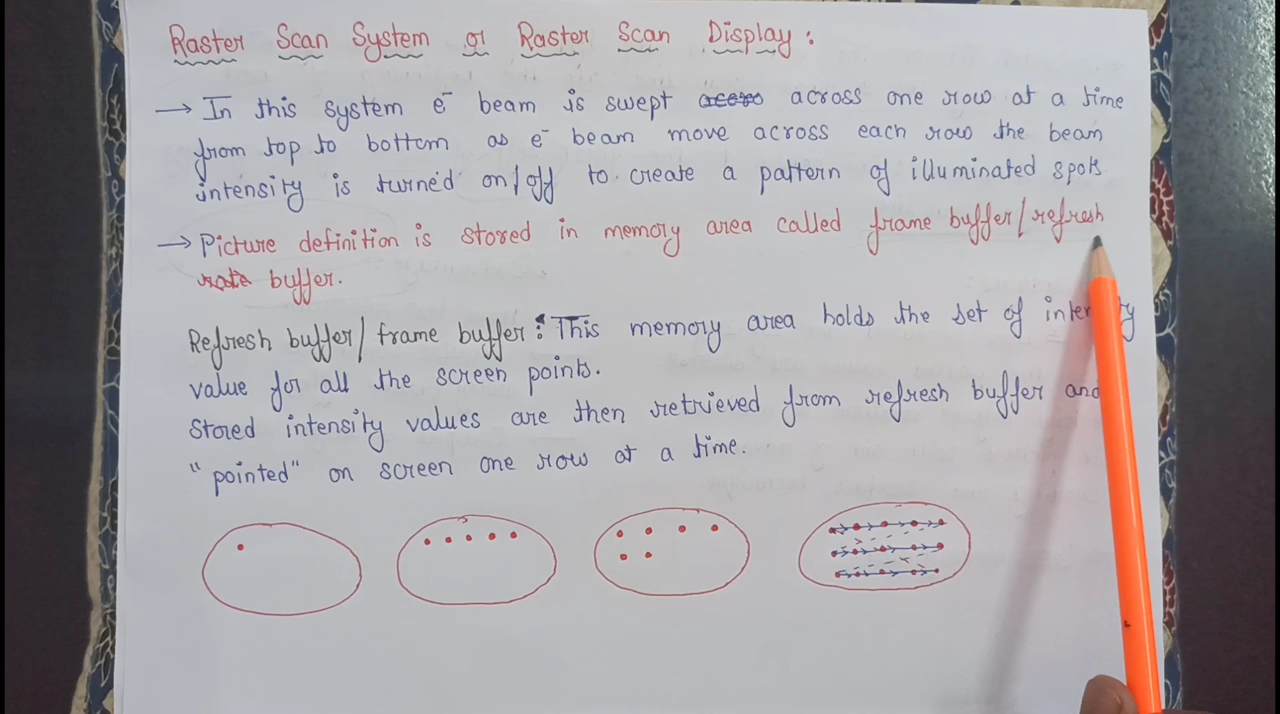 Raster Scan System or Raster Scan Display :
→ In this system e⁻ beam is swept across one row at a time
from top to bottom as e⁻ beam move across each row the beam
intensity is turned on/off to create a pattern of illuminated spots
→ Picture definition is stored in memory area called frame buffer/refresh
buffer.
Refresh buffer/frame buffer : This memory area holds the set of
value for all the screen points.
Stored intensity values are then retrieved from refresh buffer and
"pointed" on screen one row at a time.